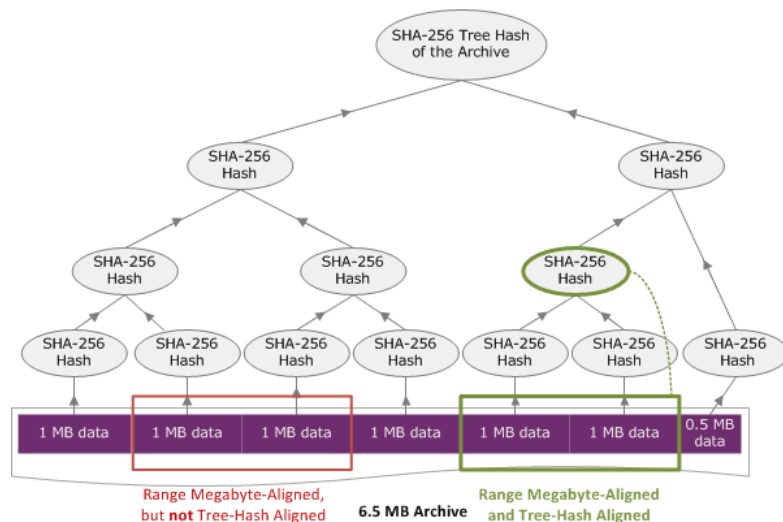 SHA-256 Tree Hash
of the Archive
SHA-256
Hash
SHA-256
Hash
SHA-256
Hash
SHA-256
Hash
SHA-256
Hash
SHA-256
Hash
SHA-256
Hash
SHA-256
Hash
SHA-256
Hash
SHA-256
Hash
SHA-256
Hash
SHA-256
Hash
1 MB data
1 MB data
1 MB data
1 MB data
1 MB data
1 MB data
0.5 MB
data
Range Megabyte-Aligned,
but not Tree-Hash Aligned
6.5 MB Archive
Range Megabyte-Aligned
and Tree-Hash Aligned